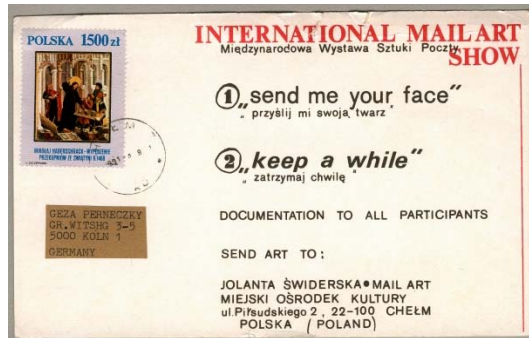 POLSKA 1500 zł
INTERNATIONAL MAIL ART
SHOW
Międzynarodowa Wystawa Sztuki Poczty
① „send me your face"
przyślij mi swoją twarz
② „keep a while"
zatrzymaj chwilę
GEZA PERNECZKY
GR.WITSHG 3-5
5000 KOLN 1
GERMANY
DOCUMENTATION TO ALL PARTICIPANTS
SEND ART TO:
JOLANTA ŚWIDERSKA●MAIL ART
MIEJSKI OŚRODEK KULTURY
ul.Piłsudskiego 2 , 22-100 CHEŁM
POLSKA ( POLAND)